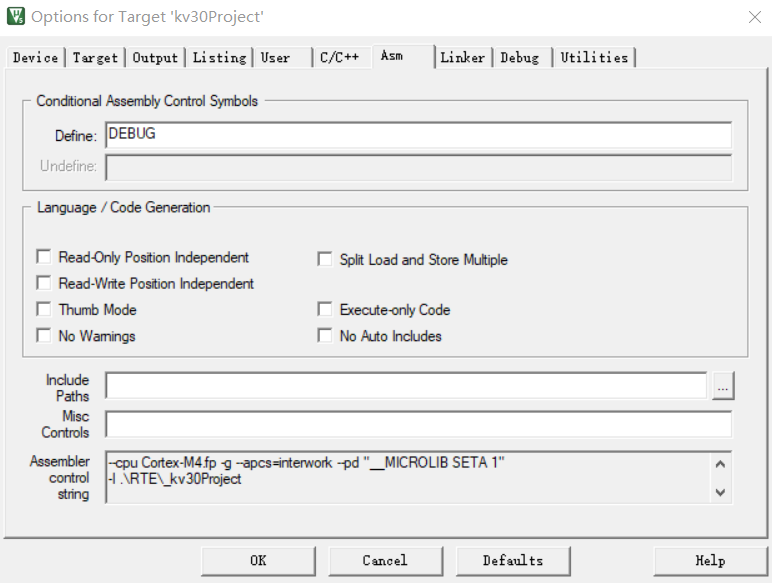 Options for Target 'kv30Project'
Device Target Output Listing User C/C++ Asm Linker Debug Utilities
Conditional Assembly Control Symbols
Define: DEBUG
Undefine:
Language / Code Generation
Read-Only Position Independent Split Load and Store Multiple
Read-Write Position Independent
Thumb Mode Execute-only Code
No Warnings No Auto Includes
Include
Paths
...
Misc
Controls
Assembler
control
string
--cpu Cortex-M4.fp -g --apcs=interwork --pd "__MICROLIB SETA 1"
-I .\RTE\_kv30Project
OK Cancel Defaults Help